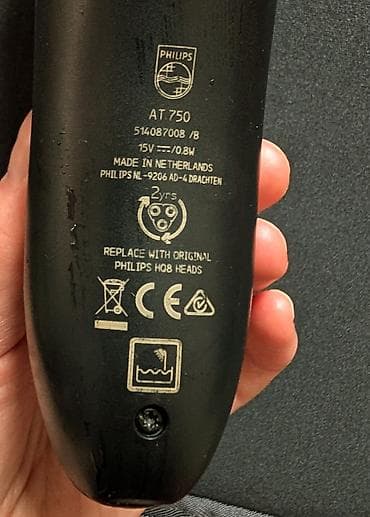 PHILIPS
AT 750
514087008 /B
15V ⎓/0.8W
MADE IN NETHERLANDS
PHILIPS NL-9206 AD-4 DRACHTEN
2yrs
REPLACE WITH ORIGINAL
PHILIPS HQ8 HEADS
CE